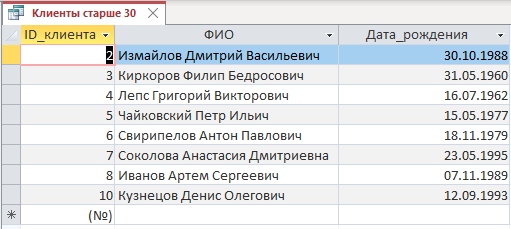 Клиенты старше 30
ID_клиента ФИО Дата_рождения
2 Измайлов Дмитрий Васильевич 30.10.1988
3 Киркоров Филип Бедросович 31.05.1960
4 Лепс Григорий Викторович 16.07.1962
5 Чайковский Петр Ильич 15.05.1977
6 Свирипелов Антон Павлович 18.11.1979
7 Соколова Анастасия Дмитриевна 23.05.1995
8 Иванов Артем Сергеевич 07.11.1989
10 Кузнецов Денис Олегович 12.09.1993
(№)